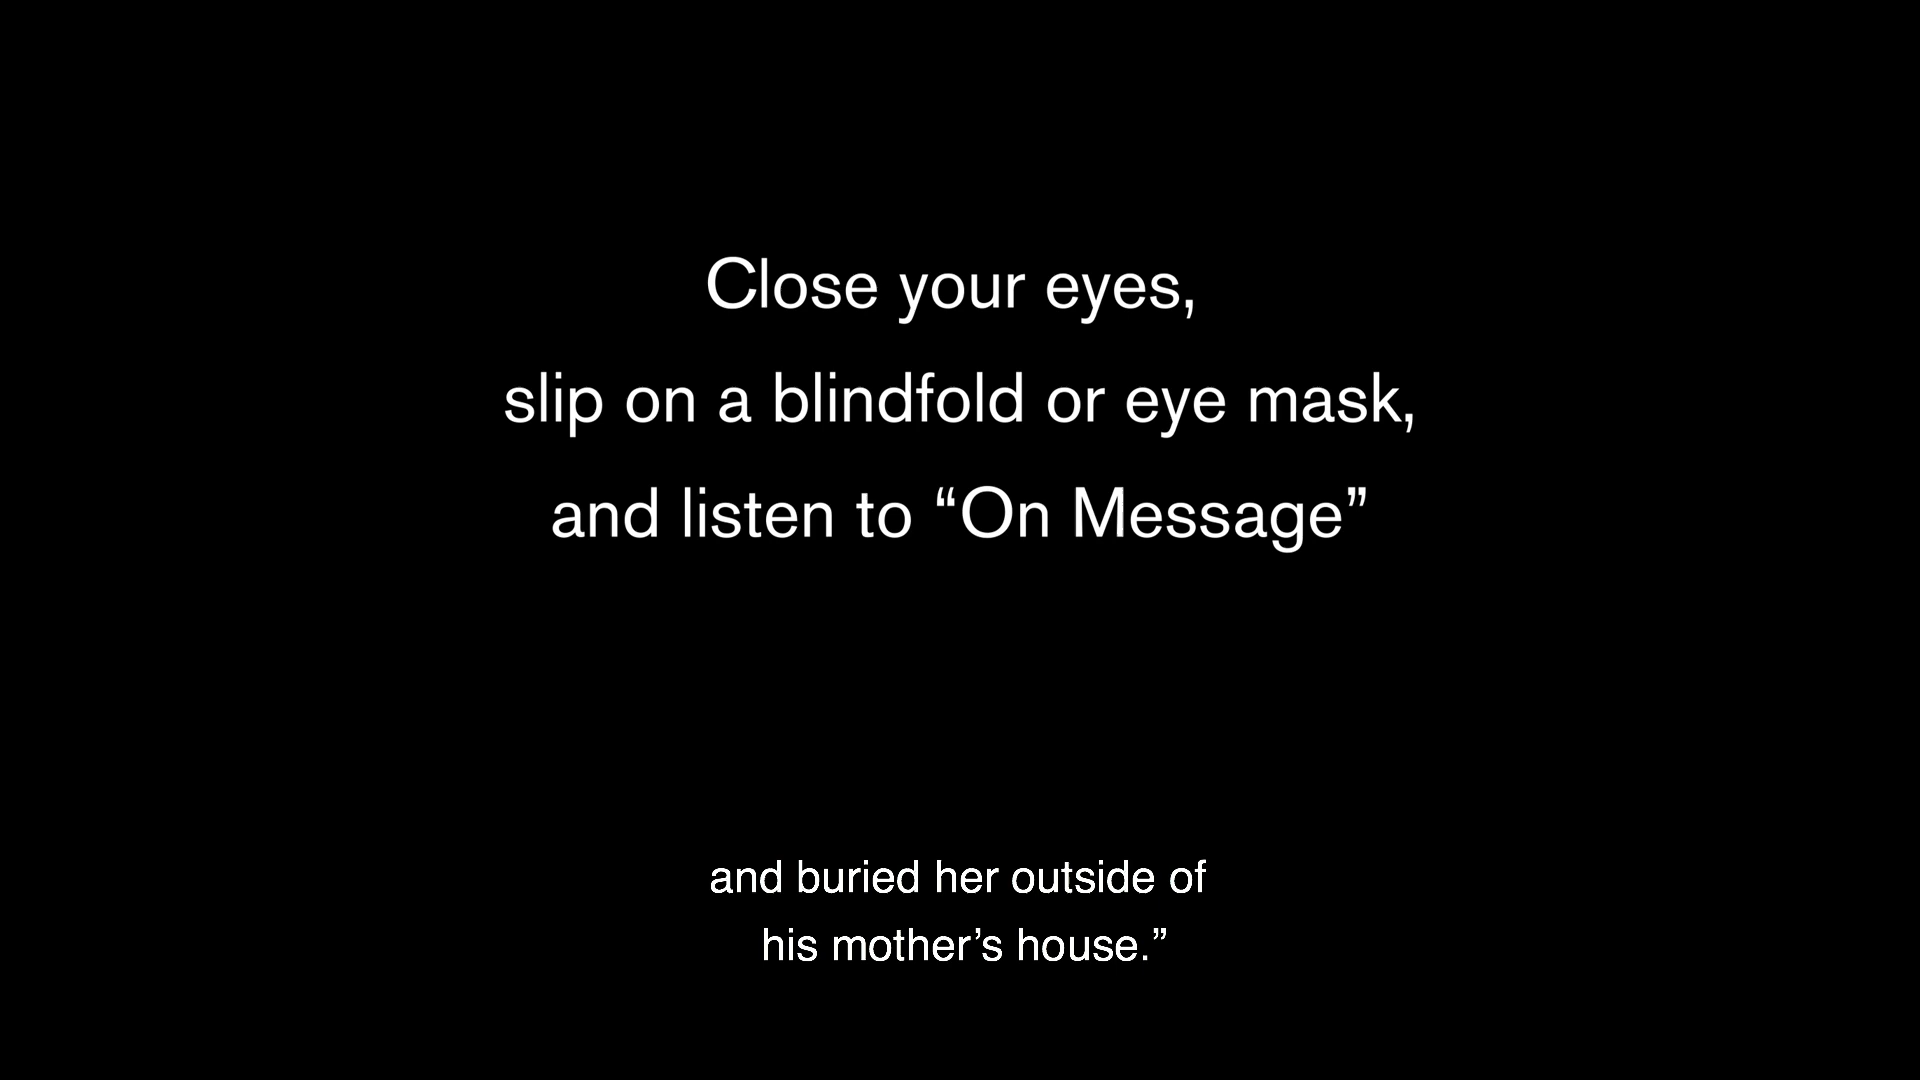 Close your eyes,
slip on a blindfold or eye mask,
and listen to “On Message”
and buried her outside of
his mother’s house.”